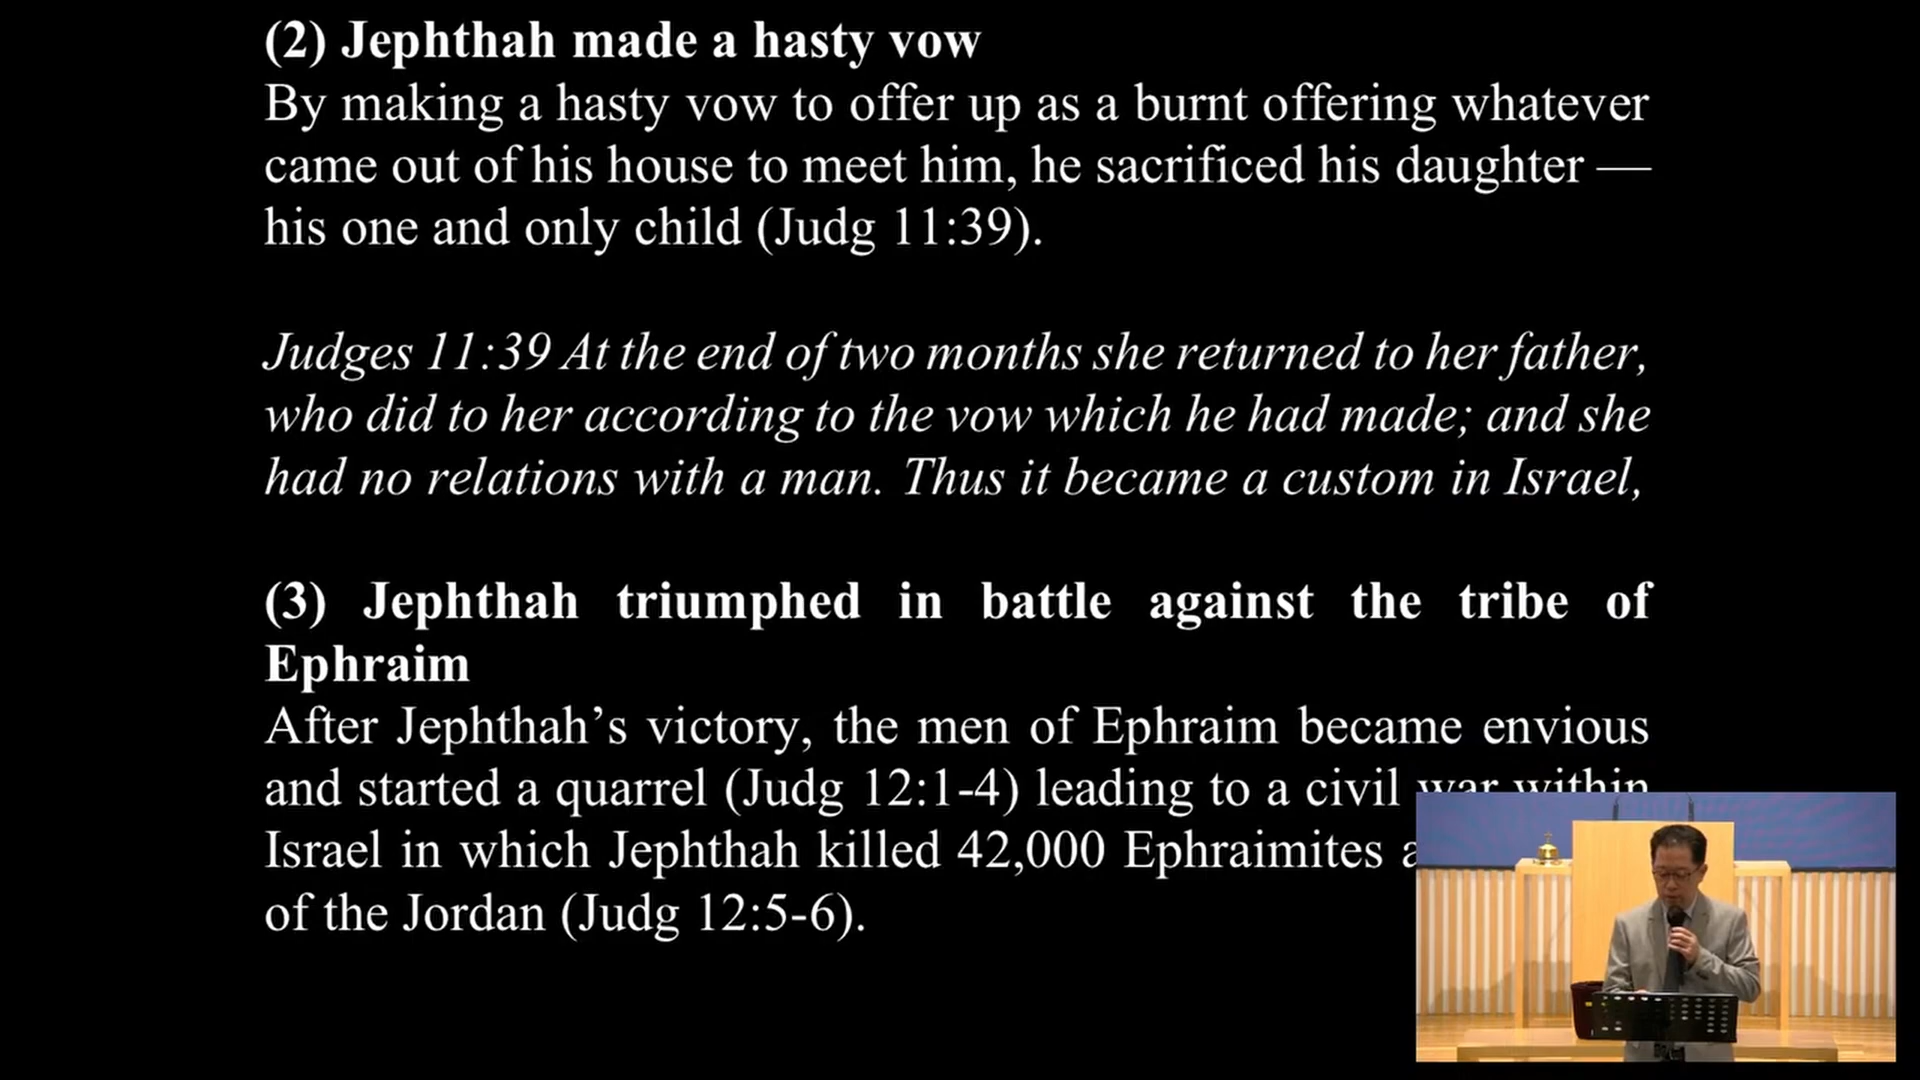 (2) Jephthah made a hasty vow
By making a hasty vow to offer up as a burnt offering whatever
came out of his house to meet him, he sacrificed his daughter —
his one and only child (Judg 11:39).
Judges 11:39 At the end of two months she returned to her father,
who did to her according to the vow which he had made; and she
had no relations with a man. Thus it became a custom in Israel,
(3) Jephthah triumphed in battle against the tribe of
Ephraim
After Jephthah’s victory, the men of Ephraim became envious
and started a quarrel (Judg 12:1-4) leading to a civil war within
Israel in which Jephthah killed 42,000 Ephraimites
of the Jordan (Judg 12:5-6).